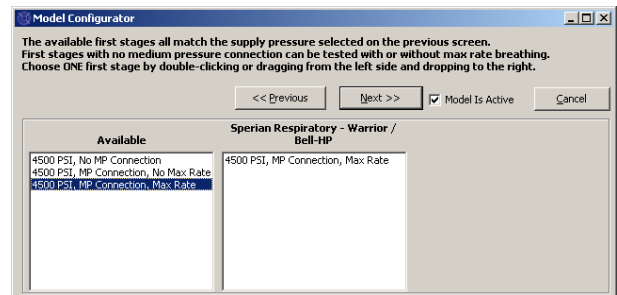 Model Configurator
The available first stages all match the supply pressure selected on the previous screen.
First stages with no medium pressure connection can be tested with or without max rate breathing.
Choose ONE first stage by double-clicking or dragging from the left side and dropping to the right.
<< Previous Next >> Model Is Active Cancel
Sperian Respiratory - Warrior /
Available Bell-HP
4500 PSI, No MP Connection 4500 PSI, MP Connection, Max Rate
4500 PSI, MP Connection, No Max Rate
4500 PSI, MP Connection, Max Rate